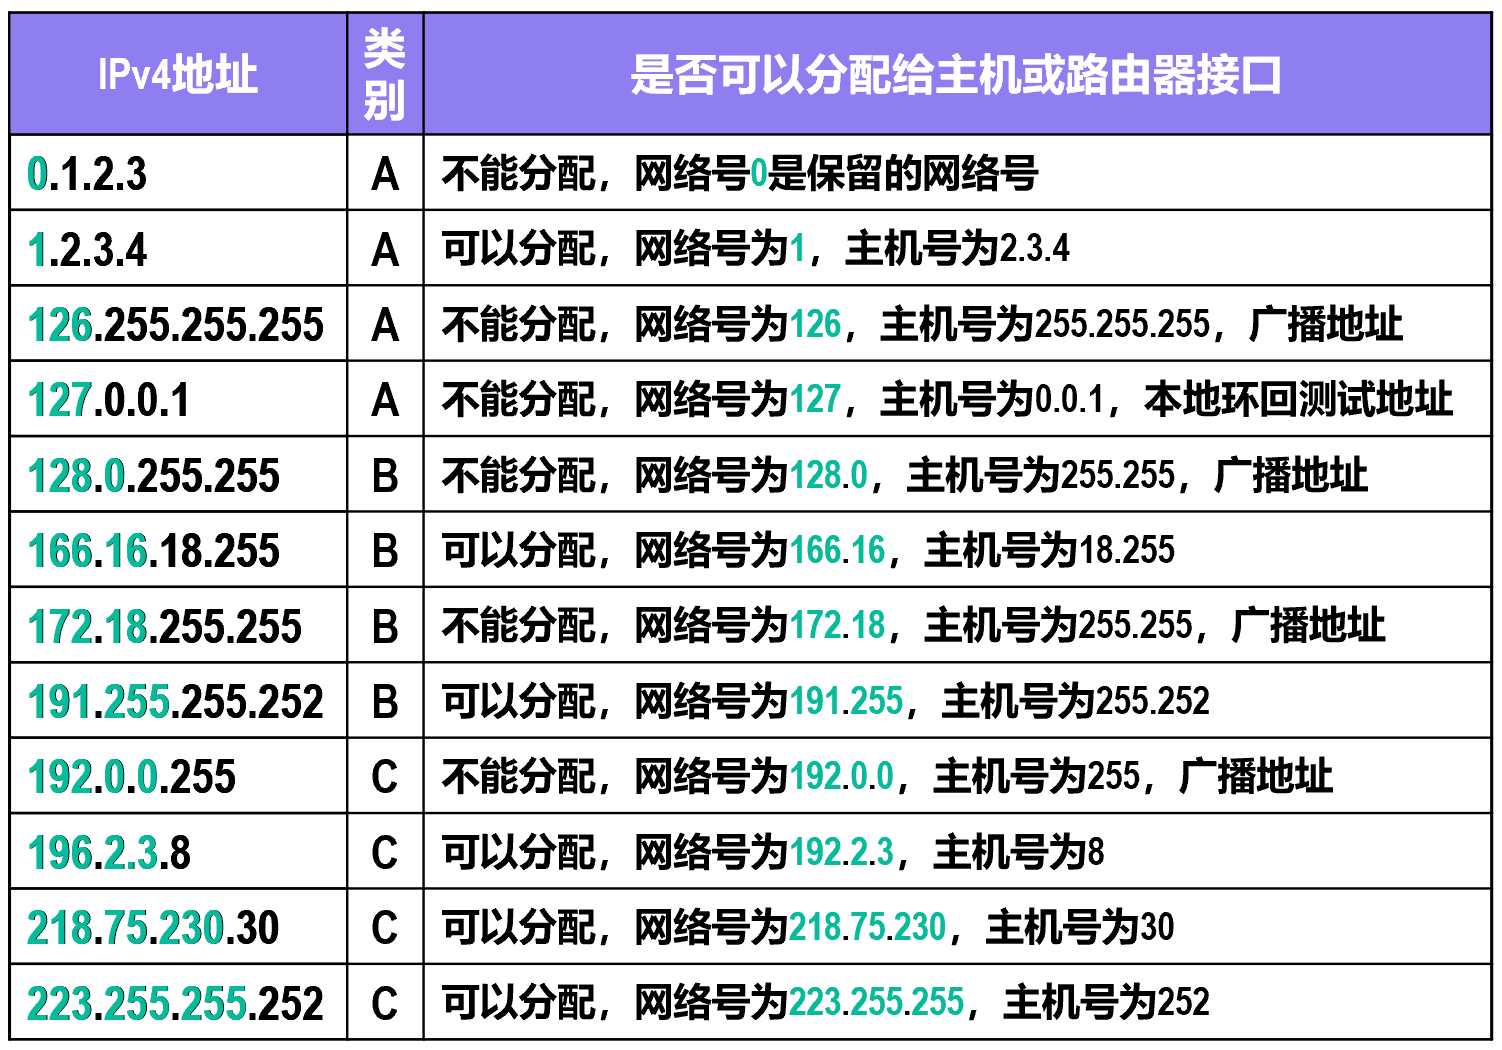 IPv4地址 类别 是否可以分配给主机或路由器接口
0.1.2.3 A 不能分配，网络号0是保留的网络号
1.2.3.4 A 可以分配，网络号为1，主机号为2.3.4
126.255.255.255 A 不能分配，网络号为126，主机号为255.255.255，广播地址
127.0.0.1 A 不能分配，网络号为127，主机号为0.0.1，本地环回测试地址
128.0.255.255 B 不能分配，网络号为128.0，主机号为255.255，广播地址
166.16.18.255 B 可以分配，网络号为166.16，主机号为18.255
172.18.255.255 B 不能分配，网络号为172.18，主机号为255.255，广播地址
191.255.255.252 B 可以分配，网络号为191.255，主机号为255.252
192.0.0.255 C 不能分配，网络号为192.0.0，主机号为255，广播地址
196.2.3.8 C 可以分配，网络号为192.2.3，主机号为8
218.75.230.30 C 可以分配，网络号为218.75.230，主机号为30
223.255.255.252 C 可以分配，网络号为223.255.255，主机号为252